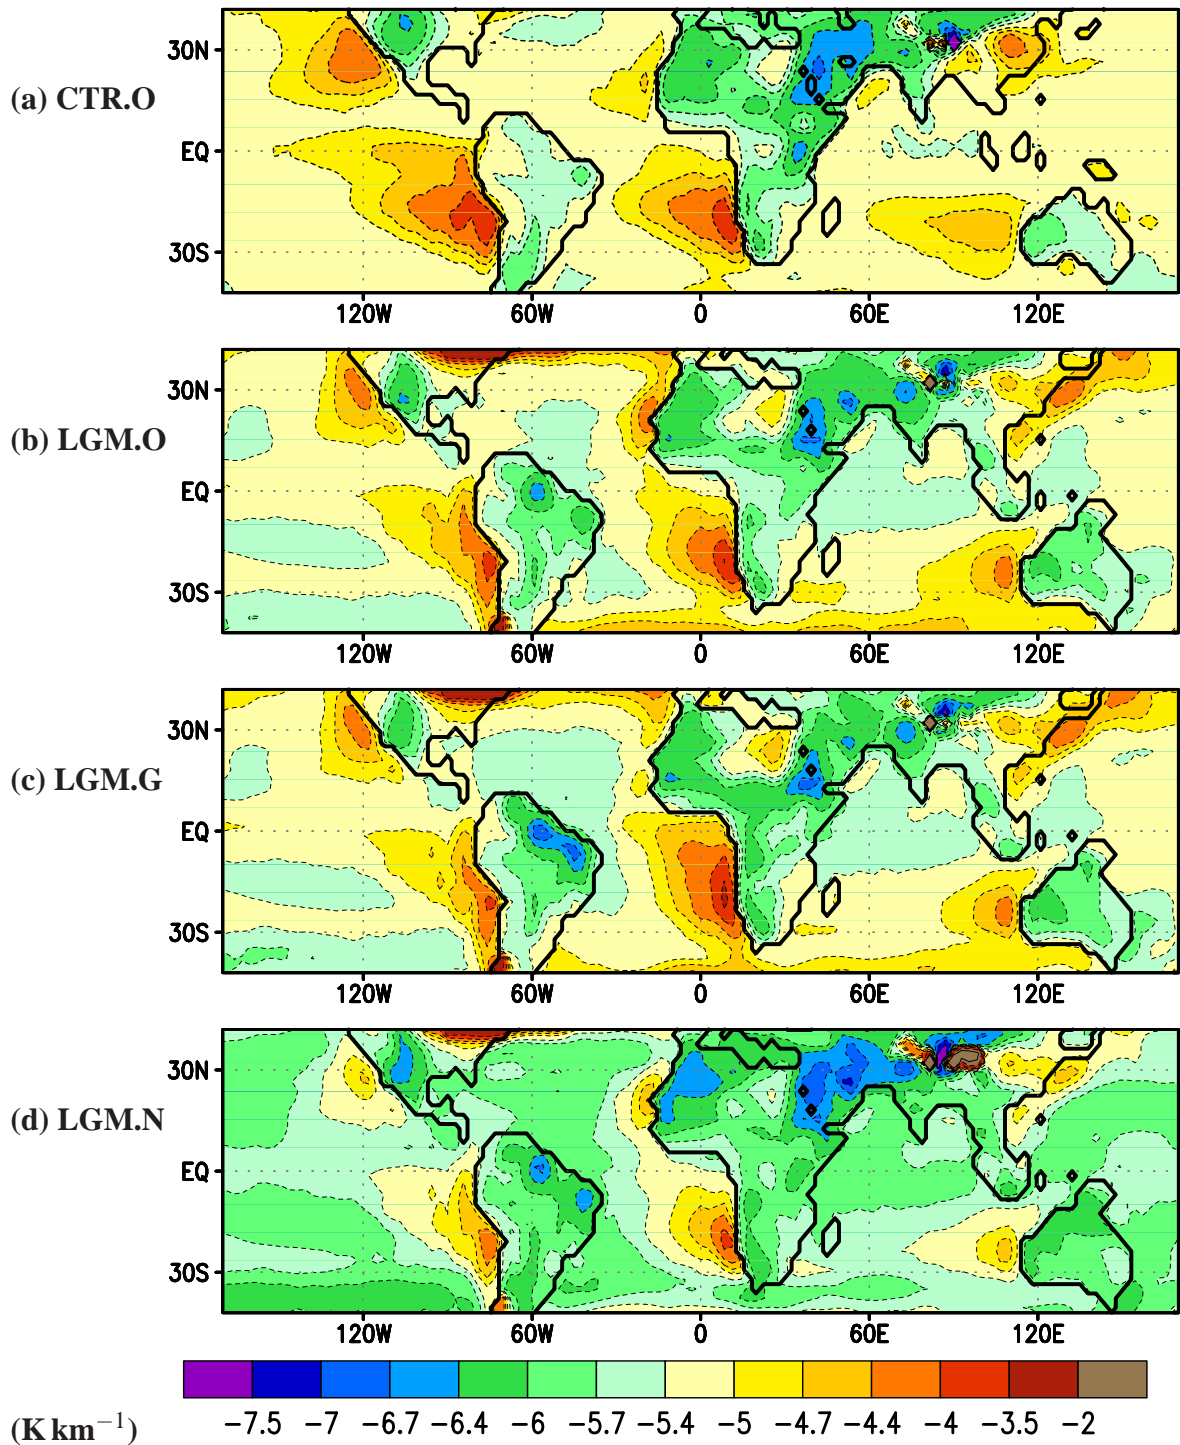 30N
(a) CTR.O
EQ
30S
120W 60W 0 60E 120E
30N
(b) LGM.O
EQ
30S
120W 60W 0 60E 120E
30N
(c) LGM.G
EQ
30S
120W 60W 0 60E 120E
30N
(d) LGM.N
EQ
30S
120W 60W 0 60E 120E
(K km⁻¹) −7.5 −7 −6.7 −6.4 −6 −5.7 −5.4 −5 −4.7 −4.4 −4 −3.5 −2